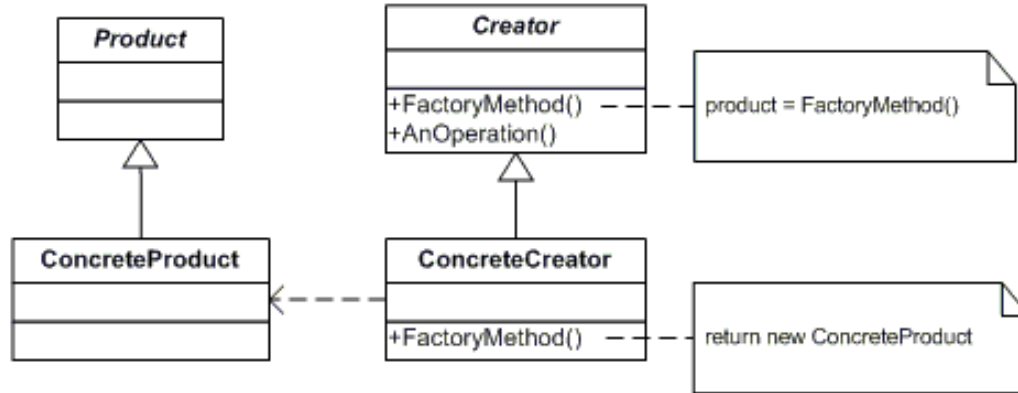 Product
Creator
+FactoryMethod()
+AnOperation()
product = FactoryMethod()
ConcreteProduct
ConcreteCreator
+FactoryMethod()
return new ConcreteProduct